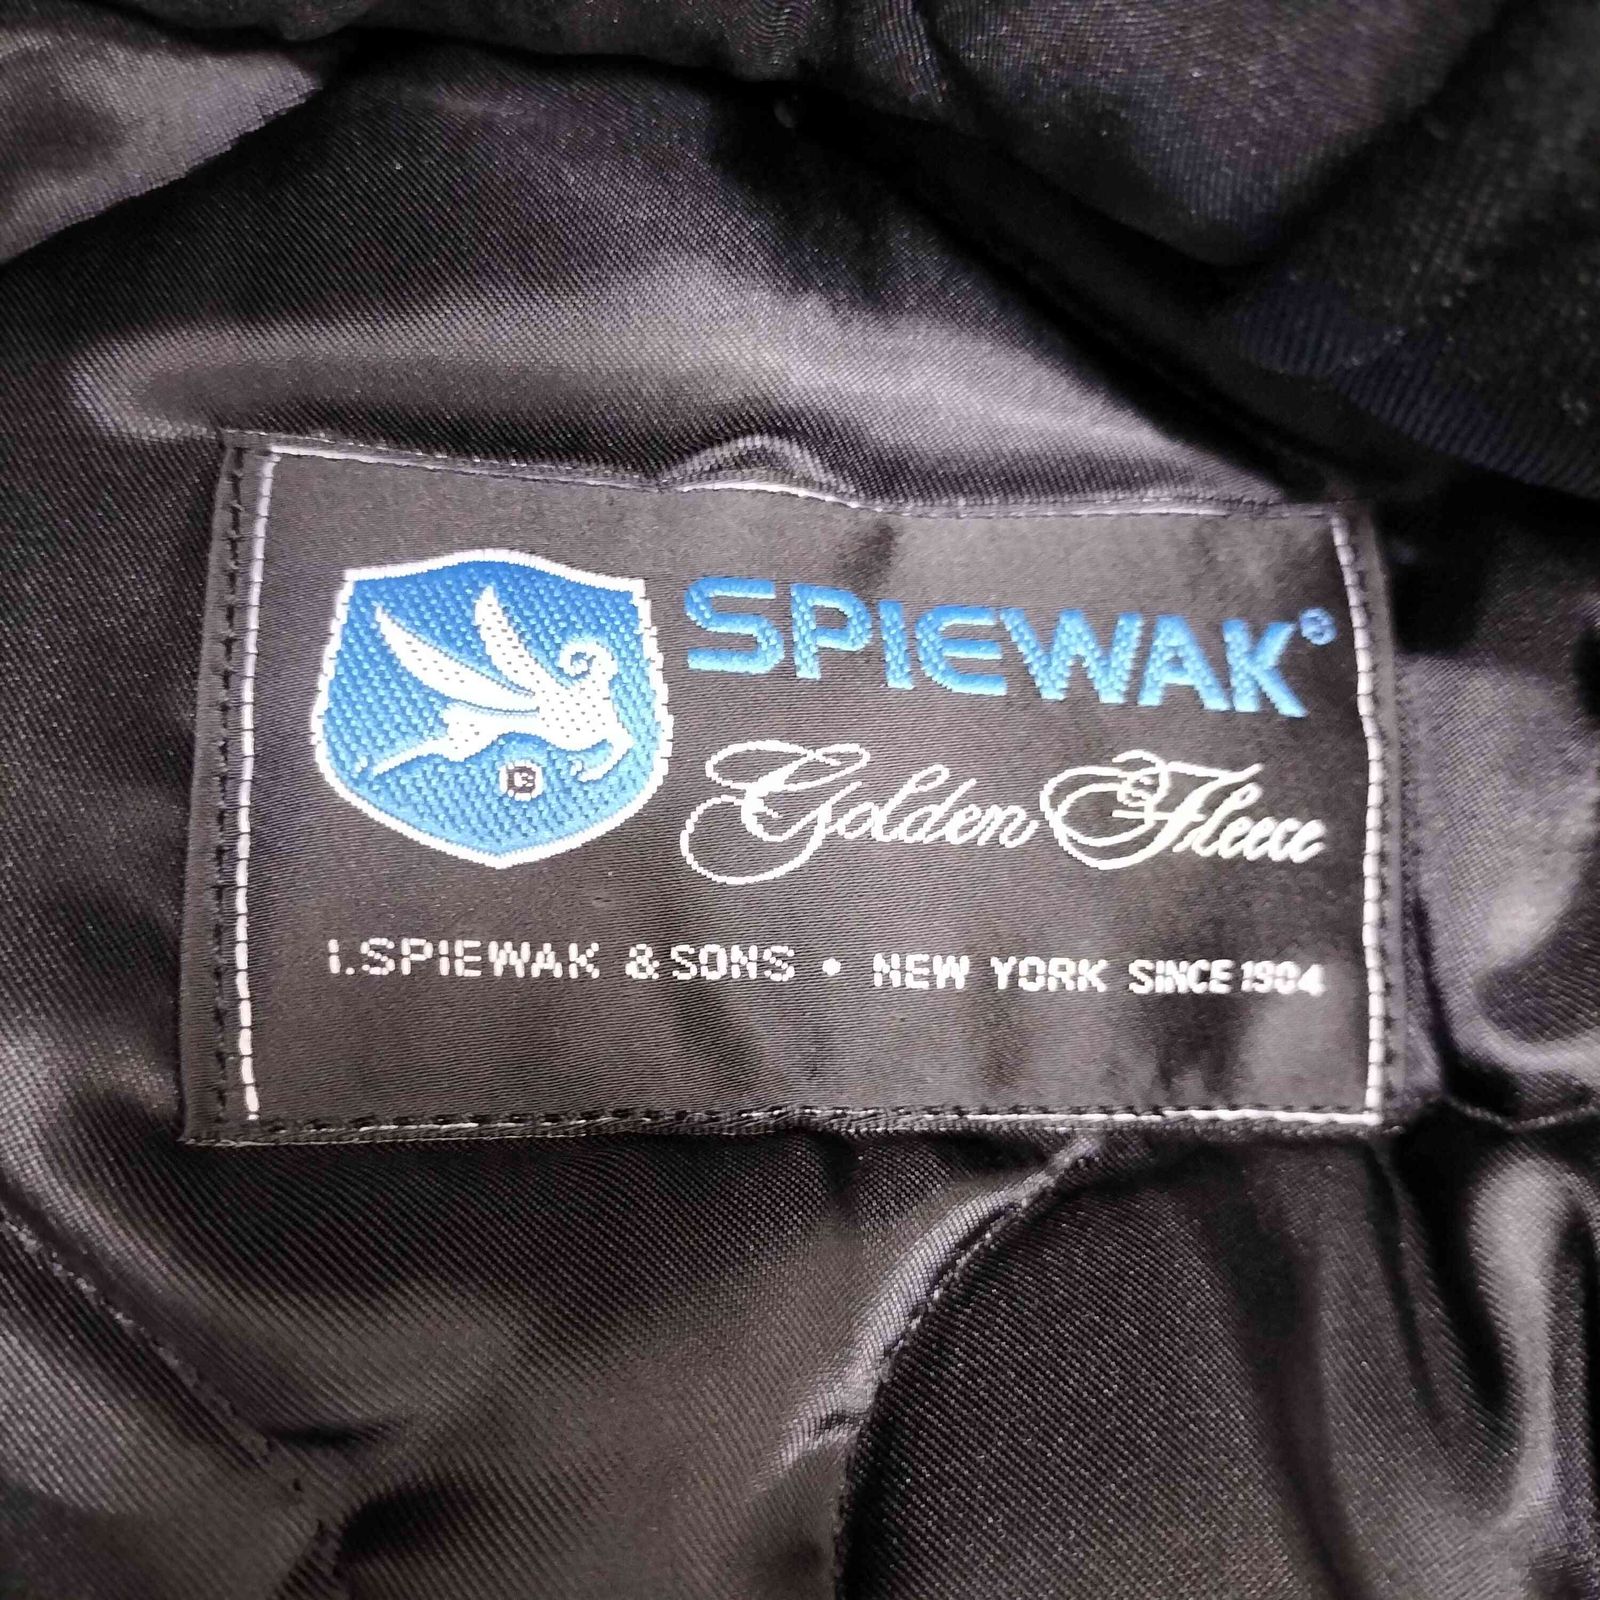 SPIEWAK®
Golden Fleece
I.SPIEWAK & SONS • NEW YORK SINCE 1904